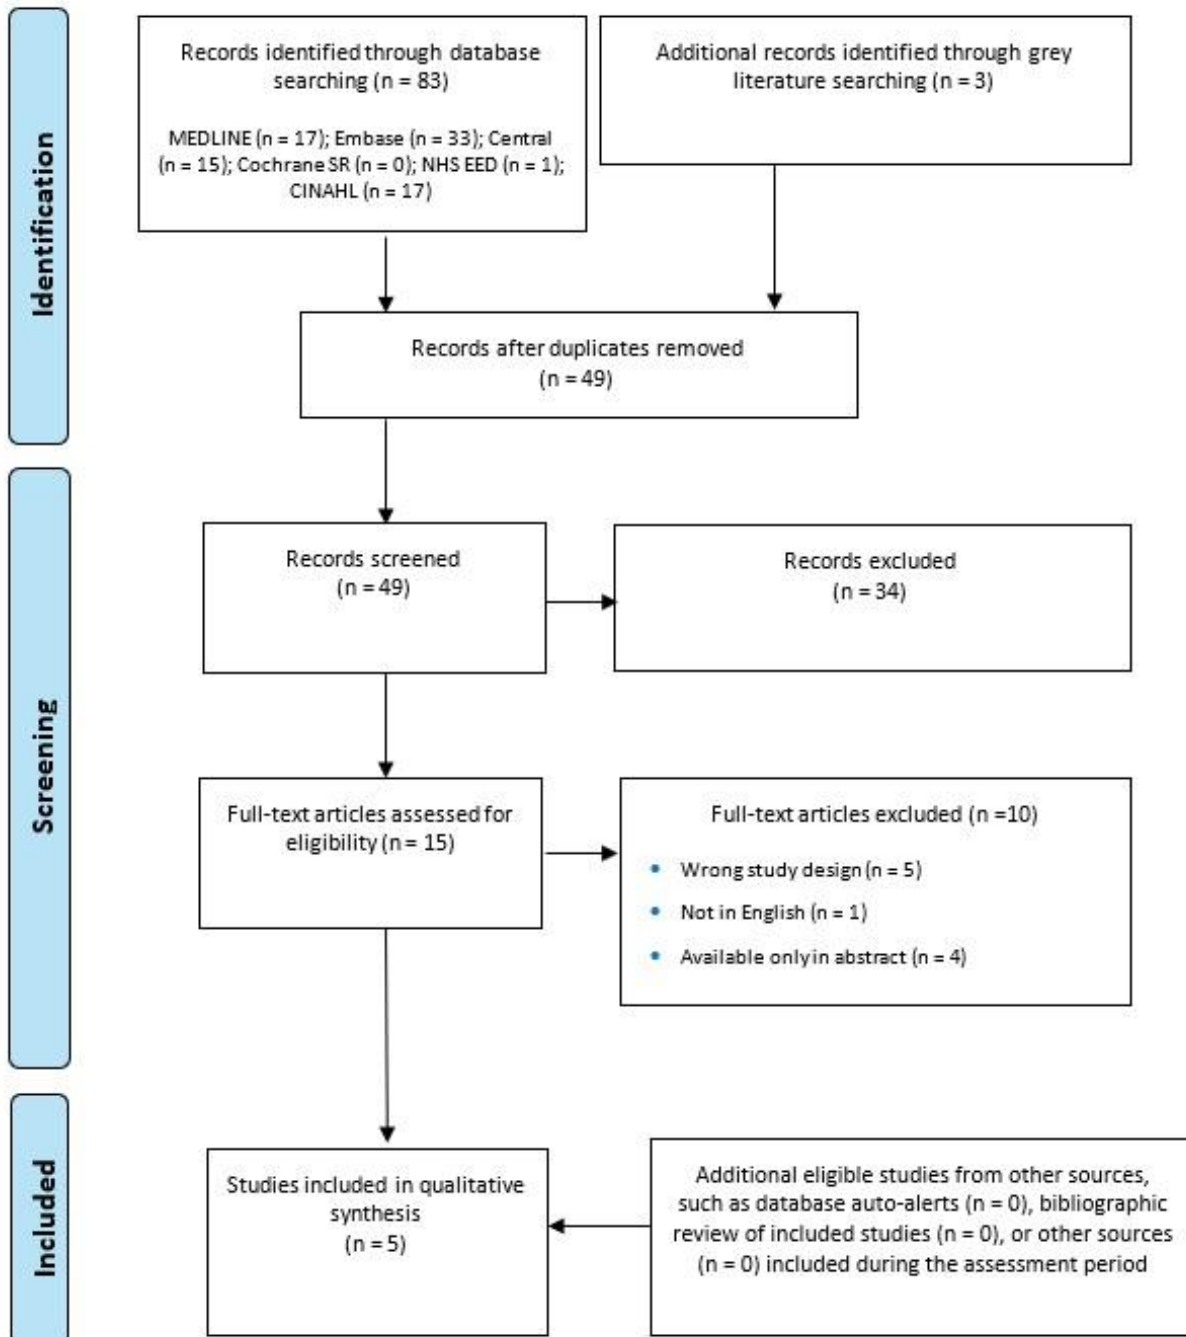 Identification
Records identified through database
searching (n = 83)
MEDLINE (n = 17); Embase (n = 33); Central
(n = 15); Cochrane SR (n = 0); NHS EED (n = 1);
CINAHL (n = 17)
Additional records identified through grey
literature searching (n = 3)
Records after duplicates removed
(n = 49)
Screening
Records screened
(n = 49)
Records excluded
(n = 34)
Full-text articles assessed for
eligibility (n = 15)
Full-text articles excluded (n =10)
• Wrong study design (n = 5)
• Not in English (n = 1)
• Available only in abstract (n = 4)
Included
Studies included in qualitative
synthesis
(n = 5)
Additional eligible studies from other sources,
such as database auto-alerts (n = 0), bibliographic
review of included studies (n = 0), or other sources
(n = 0) included during the assessment period